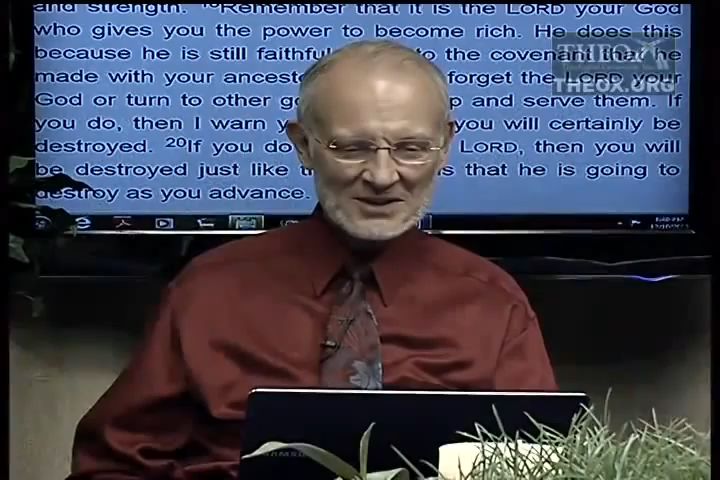 and strength. 18Remember that it is the LORD your God
who gives you the power to become rich. He does this
because he is still faithful to the covenant that he
made with your forget the LORD your
God or turn to other and serve them. If
you do, then I warn you will certainly be
destroyed. 20If you do LORD, then you will
be destroyed just like that he is going to
destroy as you advance.
THEOX
THEOX.ORG
SAMSUNG